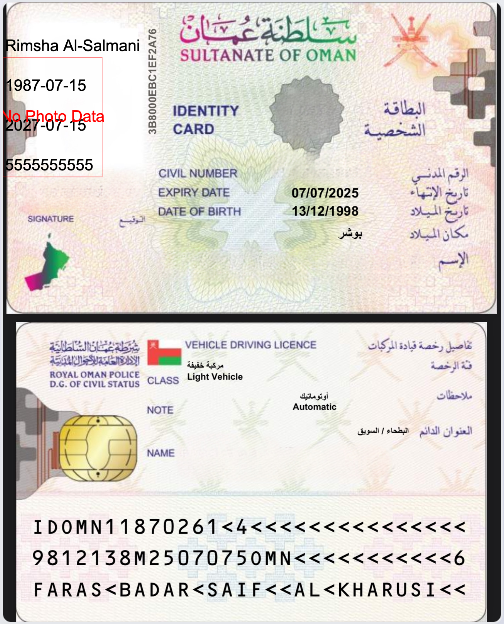 سلطنة عمان
SULTANATE OF OMAN
Rimsha Al-Salmani
1987-07-15
No Photo Data
2027-07-15
5555555555
3B8000EBC1EF2A76
IDENTITY CARD
البطاقة الشخصية
CIVIL NUMBER الرقم المدني
EXPIRY DATE 07/07/2025 تاريخ الإنتهاء
DATE OF BIRTH 13/12/1998 تاريخ الميلاد
بوشر مكان الميلاد
الإسم
SIGNATURE التوقيع
شرطة عمان السلطانية
الإدارة العامة للأحوال المدنية
ROYAL OMAN POLICE
D.G. OF CIVIL STATUS
VEHICLE DRIVING LICENCE تفاصيل رخصة قيادة المركبات
مركبة خفيفة فئة الرخصة
CLASS Light Vehicle
أوتوماتيك ملاحظات
NOTE Automatic
البطحاء / السويق العنوان الدائم
NAME
IDOMN11870261<4<<<<<<<<<<<<<<<
9812138M2507075OMN<<<<<<<<<<<6
FARAS<BADAR<SAIF<<AL<KHARUSI<<